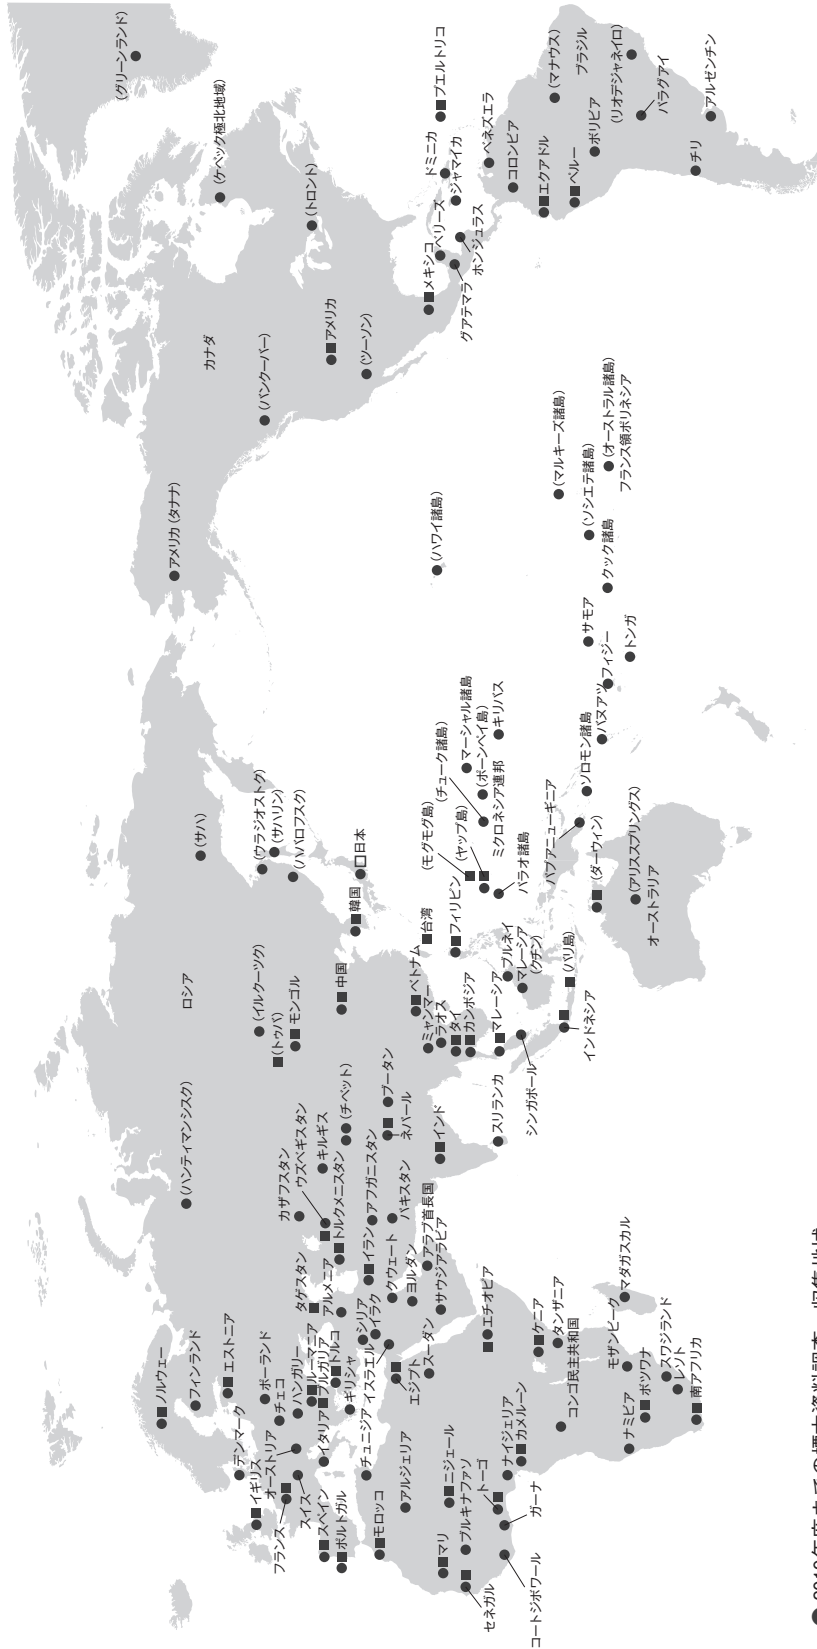 (グリーンランド)
(ケベック極北地域)
(トロント)
カナダ
(バンクーバー)
アメリカ
(ツーソン)
アメリカ (タナナ)
(ハワイ諸島)
メキシコ
ベリーズ
グアテマラ
ホンジュラス
ジャマイカ
ドミニカ
プエルトリコ
ベネズエラ
コロンビア
エクアドル
ペルー
ボリビア
(マナウス)
ブラジル
(リオデジャネイロ)
パラグアイ
アルゼンチン
チリ
(マルキーズ諸島)
(ソシエテ諸島)
(オーストラル諸島)
フランス領ポリネシア
クック諸島
サモア
トンガ
フィジー
バヌアツ
ソロモン諸島
キリバス
マーシャル諸島
(ポーンペイ島)
(チューク諸島)
ミクロネシア連邦
(モグモグ島)
(ヤップ島)
パラオ諸島
パプアニューギニア
(ダーウィン)
(アリススプリングス)
オーストラリア
(サハ)
(ウラジオストク)
(サハリン)
(ハバロフスク)
日本
韓国
台湾
フィリピン
ブルネイ
マレーシア
(クチン)
(バリ島)
インドネシア
シンガポール
マレーシア
カンボジア
タイ
ラオス
ミャンマー
ベトナム
中国
モンゴル
(トゥバ)
(イルクーツク)
ロシア
(ハンティマンシスク)
カザフスタン
ウズベギスタン
キルギス
(チベット)
ブータン
ネパール
インド
スリランカ
パキスタン
アフガニスタン
トルクメニスタン
タゲスタン
アルメニア
イラン
クウェート
アラブ首長国
サウジアラビア
ヨルダン
イラク
シリア
イスラエル
トルコ
ギリシャ
ブルガリア
ルーマニア
ハンガリー
チェコ
ポーランド
エストニア
フィンランド
ノルウェー
デンマーク
オーストリア
イギリス
フランス
スイス
イタリア
スペイン
ポルトガル
モロッコ
アルジェリア
チュニジア
エジプト
スーダン
エチオピア
ケニア
タンザニア
コンゴ民主共和国
マダガスカル
モザンビーク
スワジランド
レソト
南アフリカ
ボツワナ
ナミビア
カメルーン
ナイジェリア
ニジェール
ブルキナファソ
トーゴ
ガーナ
コートジボワール
マリ
セネガル